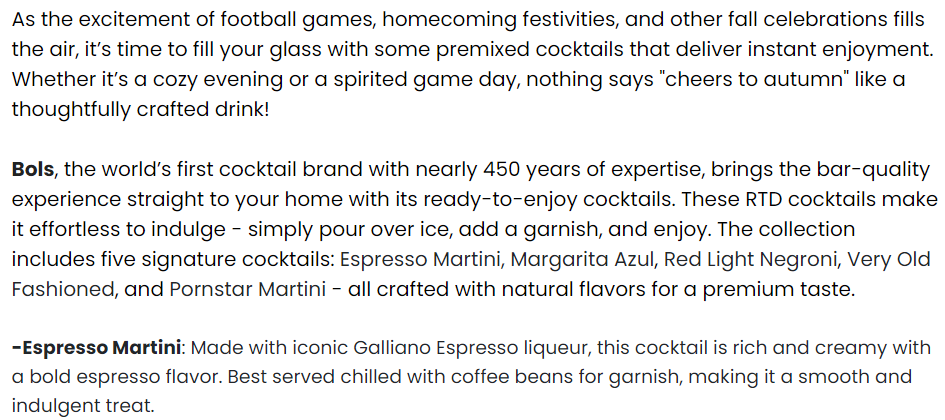 As the excitement of football games, homecoming festivities, and other fall celebrations fills
the air, it’s time to fill your glass with some premixed cocktails that deliver instant enjoyment.
Whether it’s a cozy evening or a spirited game day, nothing says "cheers to autumn" like a
thoughtfully crafted drink!
Bols, the world’s first cocktail brand with nearly 450 years of expertise, brings the bar-quality
experience straight to your home with its ready-to-enjoy cocktails. These RTD cocktails make
it effortless to indulge - simply pour over ice, add a garnish, and enjoy. The collection
includes five signature cocktails: Espresso Martini, Margarita Azul, Red Light Negroni, Very Old
Fashioned, and Pornstar Martini - all crafted with natural flavors for a premium taste.
-Espresso Martini: Made with iconic Galliano Espresso liqueur, this cocktail is rich and creamy with
a bold espresso flavor. Best served chilled with coffee beans for garnish, making it a smooth and
indulgent treat.